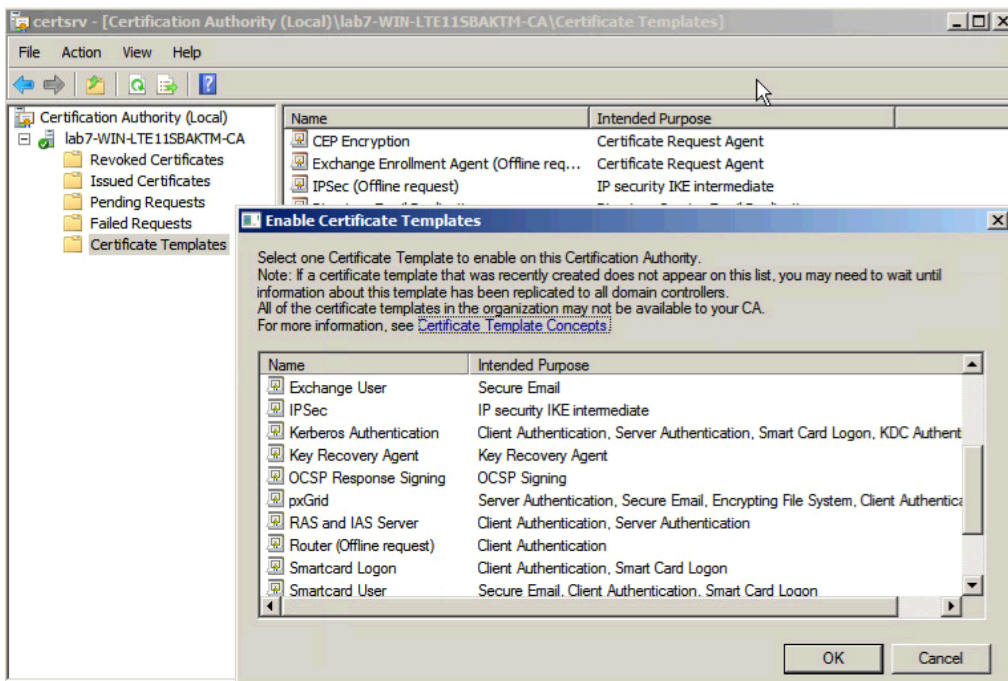 certsrv - [Certification Authority (Local)\lab7-WIN-LTE11SBAKTM-CA\Certificate Templates]
File Action View Help
Certification Authority (Local)
lab7-WIN-LTE11SBAKTM-CA
Revoked Certificates
Issued Certificates
Pending Requests
Failed Requests
Certificate Templates
Name Intended Purpose
CEP Encryption Certificate Request Agent
Exchange Enrollment Agent (Offline req... Certificate Request Agent
IPSec (Offline request) IP security IKE intermediate
Enable Certificate Templates
Select one Certificate Template to enable on this Certification Authority.
Note: If a certificate template that was recently created does not appear on this list, you may need to wait until
information about this template has been replicated to all domain controllers.
All of the certificate templates in the organization may not be available to your CA.
For more information, see Certificate Template Concepts.
Name Intended Purpose
Exchange User Secure Email
IPSec IP security IKE intermediate
Kerberos Authentication Client Authentication, Server Authentication, Smart Card Logon, KDC Authent
Key Recovery Agent Key Recovery Agent
OCSP Response Signing OCSP Signing
pxGrid Server Authentication, Secure Email, Encrypting File System, Client Authentica
RAS and IAS Server Client Authentication, Server Authentication
Router (Offline request) Client Authentication
Smartcard Logon Client Authentication, Smart Card Logon
Smartcard User Secure Email, Client Authentication, Smart Card Logon
OK Cancel